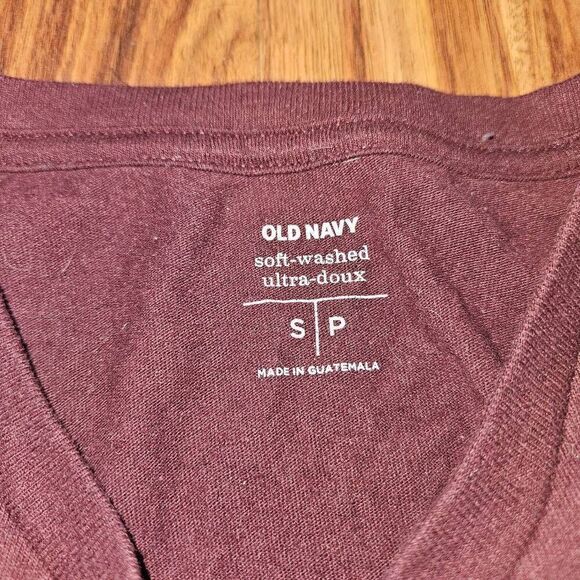 OLD NAVY
soft-washed
ultra-doux
S P
MADE IN GUATEMALA